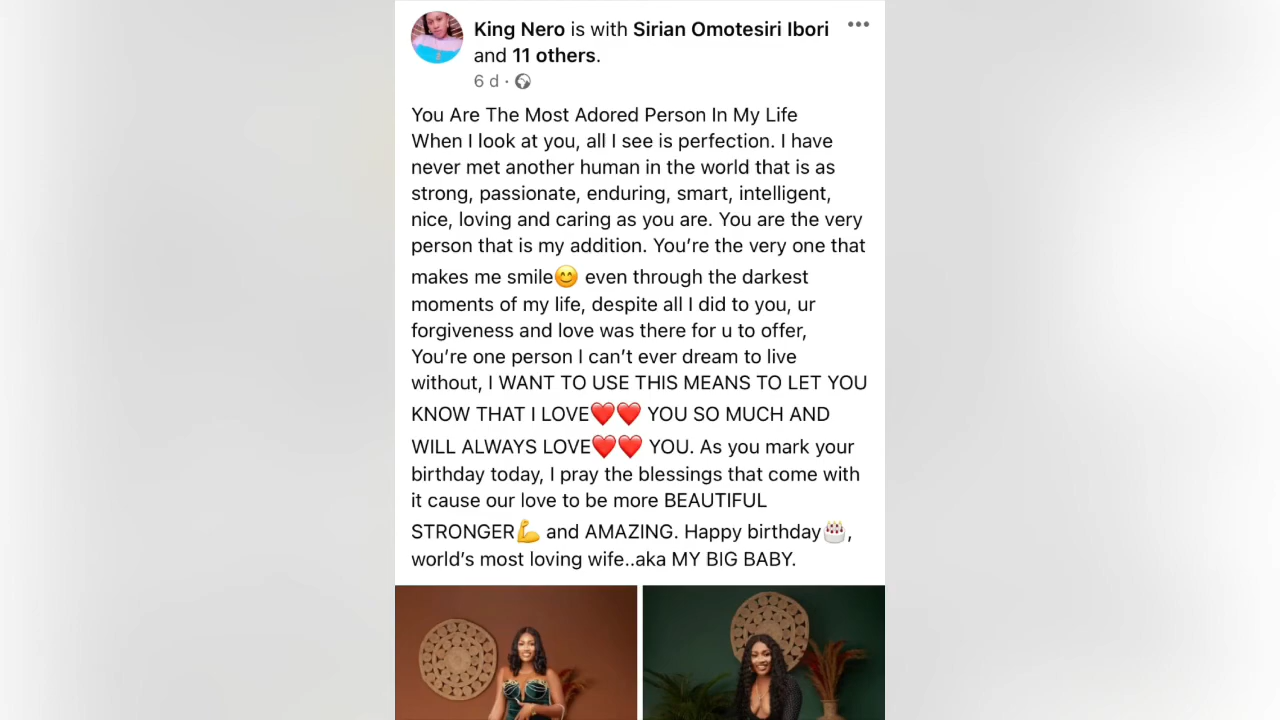 King Nero is with Sirian Omotesiri Ibori
and 11 others.
6 d ·
You Are The Most Adored Person In My Life
When I look at you, all I see is perfection. I have
never met another human in the world that is as
strong, passionate, enduring, smart, intelligent,
nice, loving and caring as you are. You are the very
person that is my addition. You’re the very one that
makes me smile😊 even through the darkest
moments of my life, despite all I did to you, ur
forgiveness and love was there for u to offer,
You’re one person I can’t ever dream to live
without, I WANT TO USE THIS MEANS TO LET YOU
KNOW THAT I LOVE❤️❤️ YOU SO MUCH AND
WILL ALWAYS LOVE❤️❤️ YOU. As you mark your
birthday today, I pray the blessings that come with
it cause our love to be more BEAUTIFUL
STRONGER💪 and AMAZING. Happy birthday🎂,
world’s most loving wife..aka MY BIG BABY.